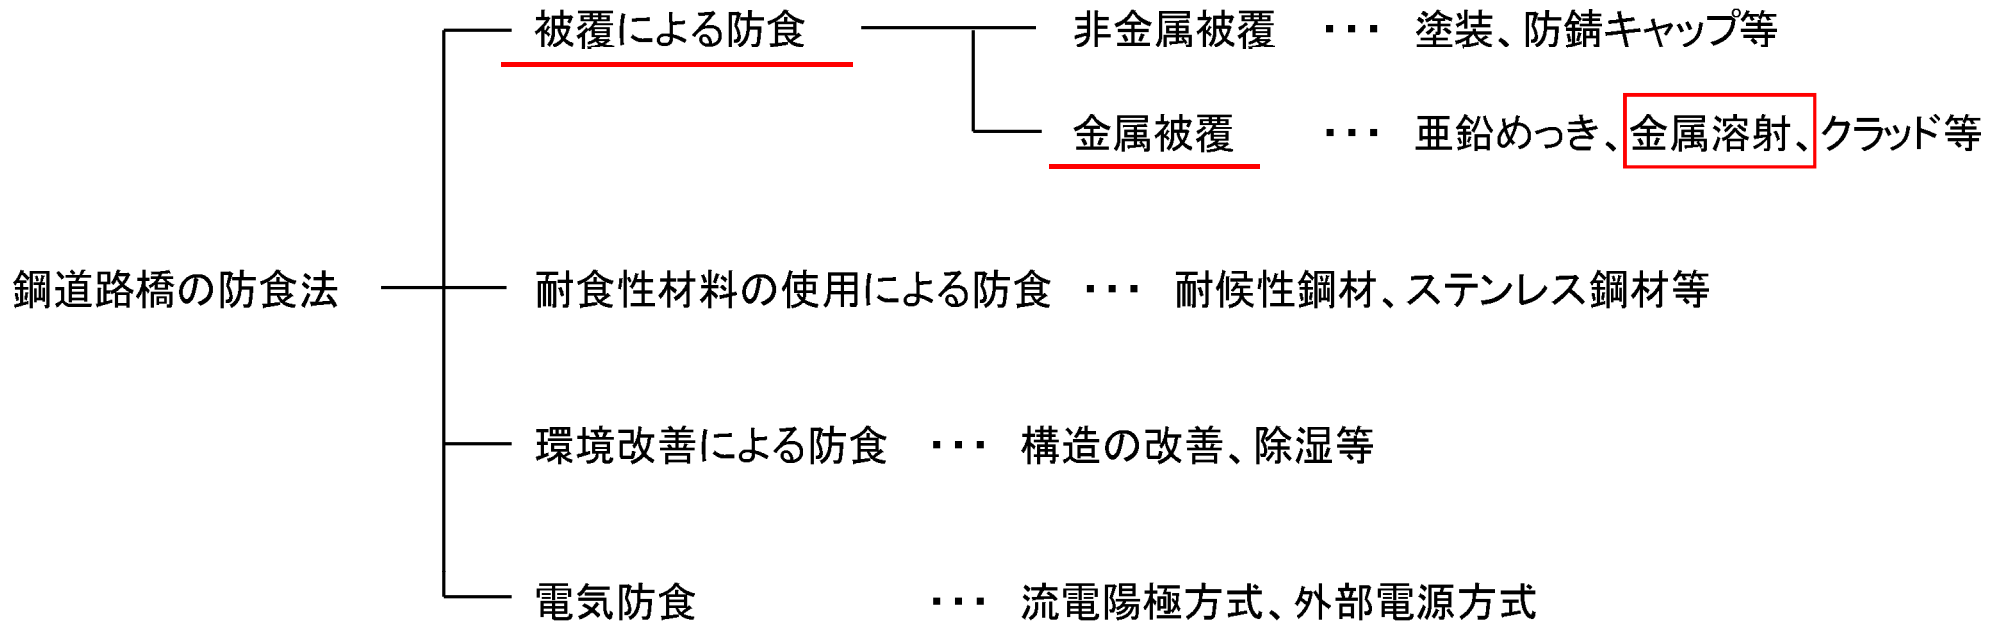 被覆による防食 非金属被覆 ・・・ 塗装、防錆キャップ等
金属被覆 ・・・ 亜鉛めっき、金属溶射、クラッド等
鋼道路橋の防食法 耐食性材料の使用による防食 ・・・ 耐候性鋼材、ステンレス鋼材等
環境改善による防食 ・・・ 構造の改善、除湿等
電気防食 ・・・ 流電陽極方式、外部電源方式